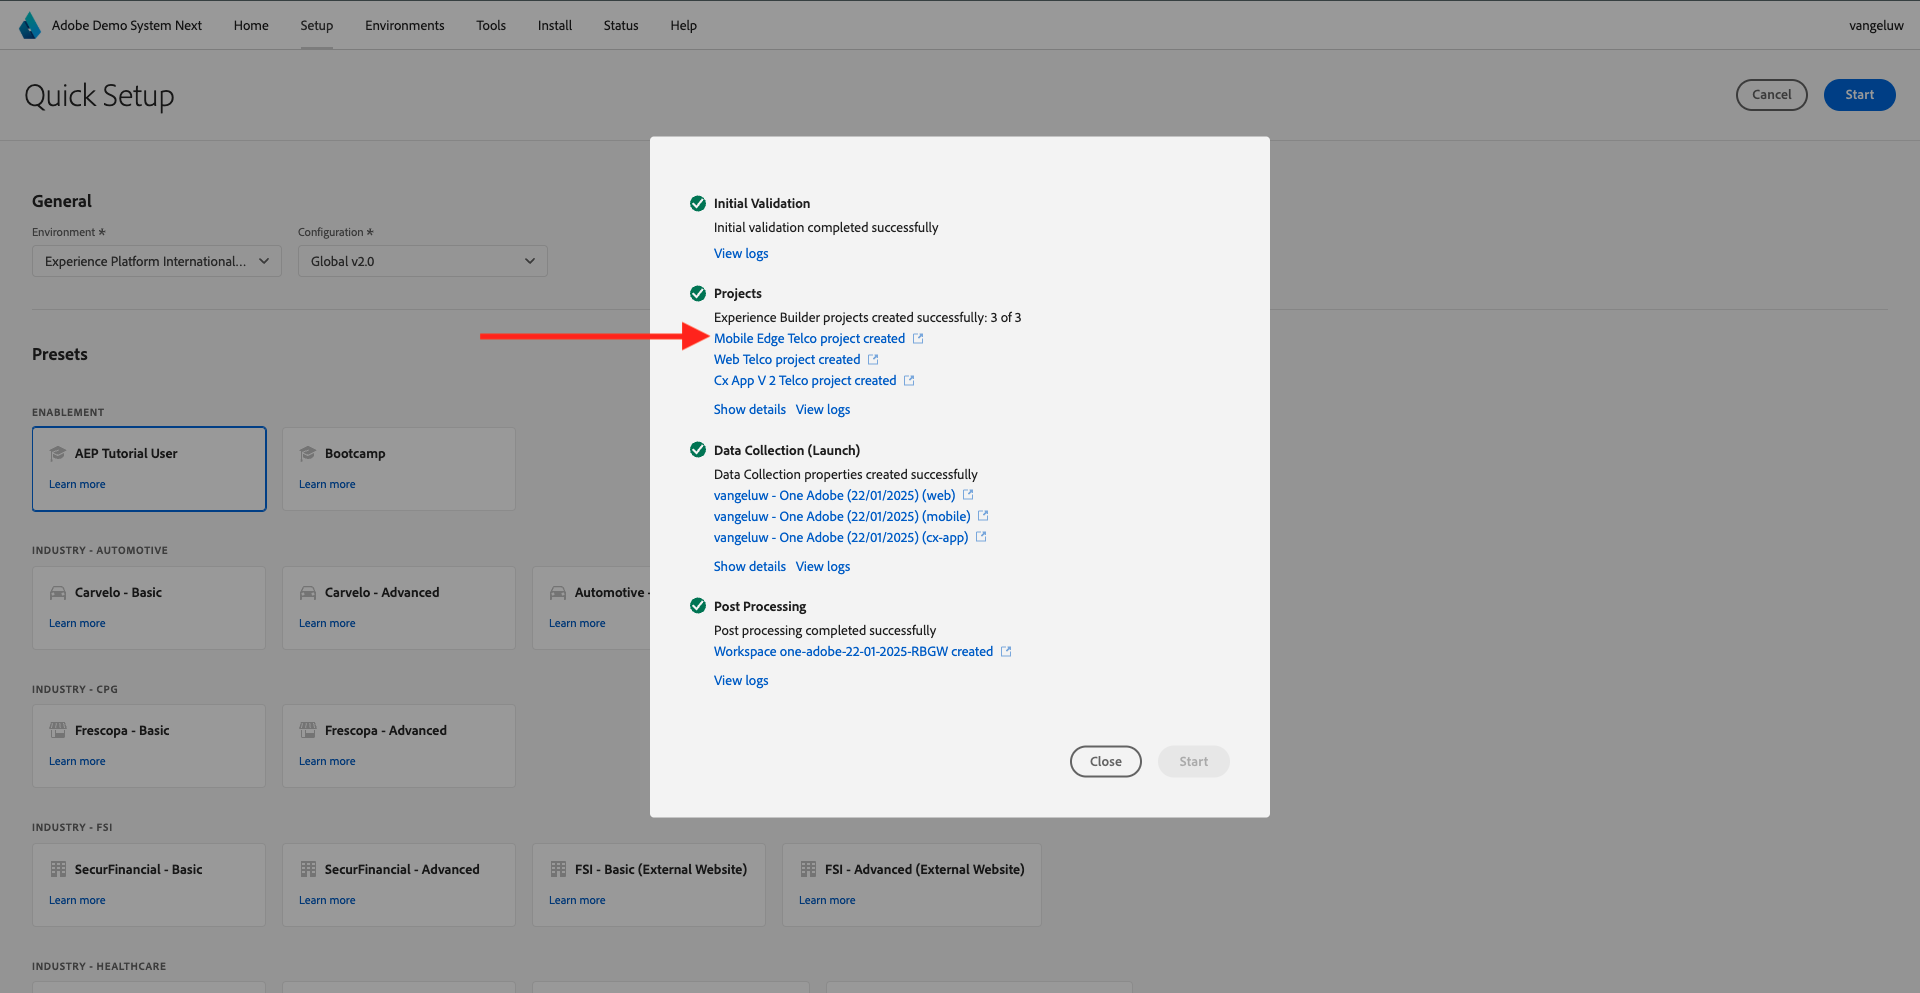 Adobe Demo System Next
Home
Setup
Environments
Tools
Install
Status
Help
vangeluw
Quick Setup
Cancel
Start
General
Environment *
Configuration *
Experience Platform International...
Global v2.0
Presets
ENABLEMENT
AEP Tutorial User
Learn more
Bootcamp
Learn more
INDUSTRY - AUTOMOTIVE
Carvelo - Basic
Learn more
Carvelo - Advanced
Learn more
Automotive -
Learn more
INDUSTRY - CPG
Frescopa - Basic
Learn more
Frescopa - Advanced
Learn more
INDUSTRY - FSI
SecurFinancial - Basic
Learn more
SecurFinancial - Advanced
Learn more
FSI - Basic (External Website)
Learn more
FSI - Advanced (External Website)
Learn more
INDUSTRY - HEALTHCARE
Initial Validation
Initial validation completed successfully
View logs
Projects
Experience Builder projects created successfully: 3 of 3
Mobile Edge Telco project created
Web Telco project created
Cx App V 2 Telco project created
Show details View logs
Data Collection (Launch)
Data Collection properties created successfully
vangeluw - One Adobe (22/01/2025) (web)
vangeluw - One Adobe (22/01/2025) (mobile)
vangeluw - One Adobe (22/01/2025) (cx-app)
Show details View logs
Post Processing
Post processing completed successfully
Workspace one-adobe-22-01-2025-RBGW created
View logs
Close
Start